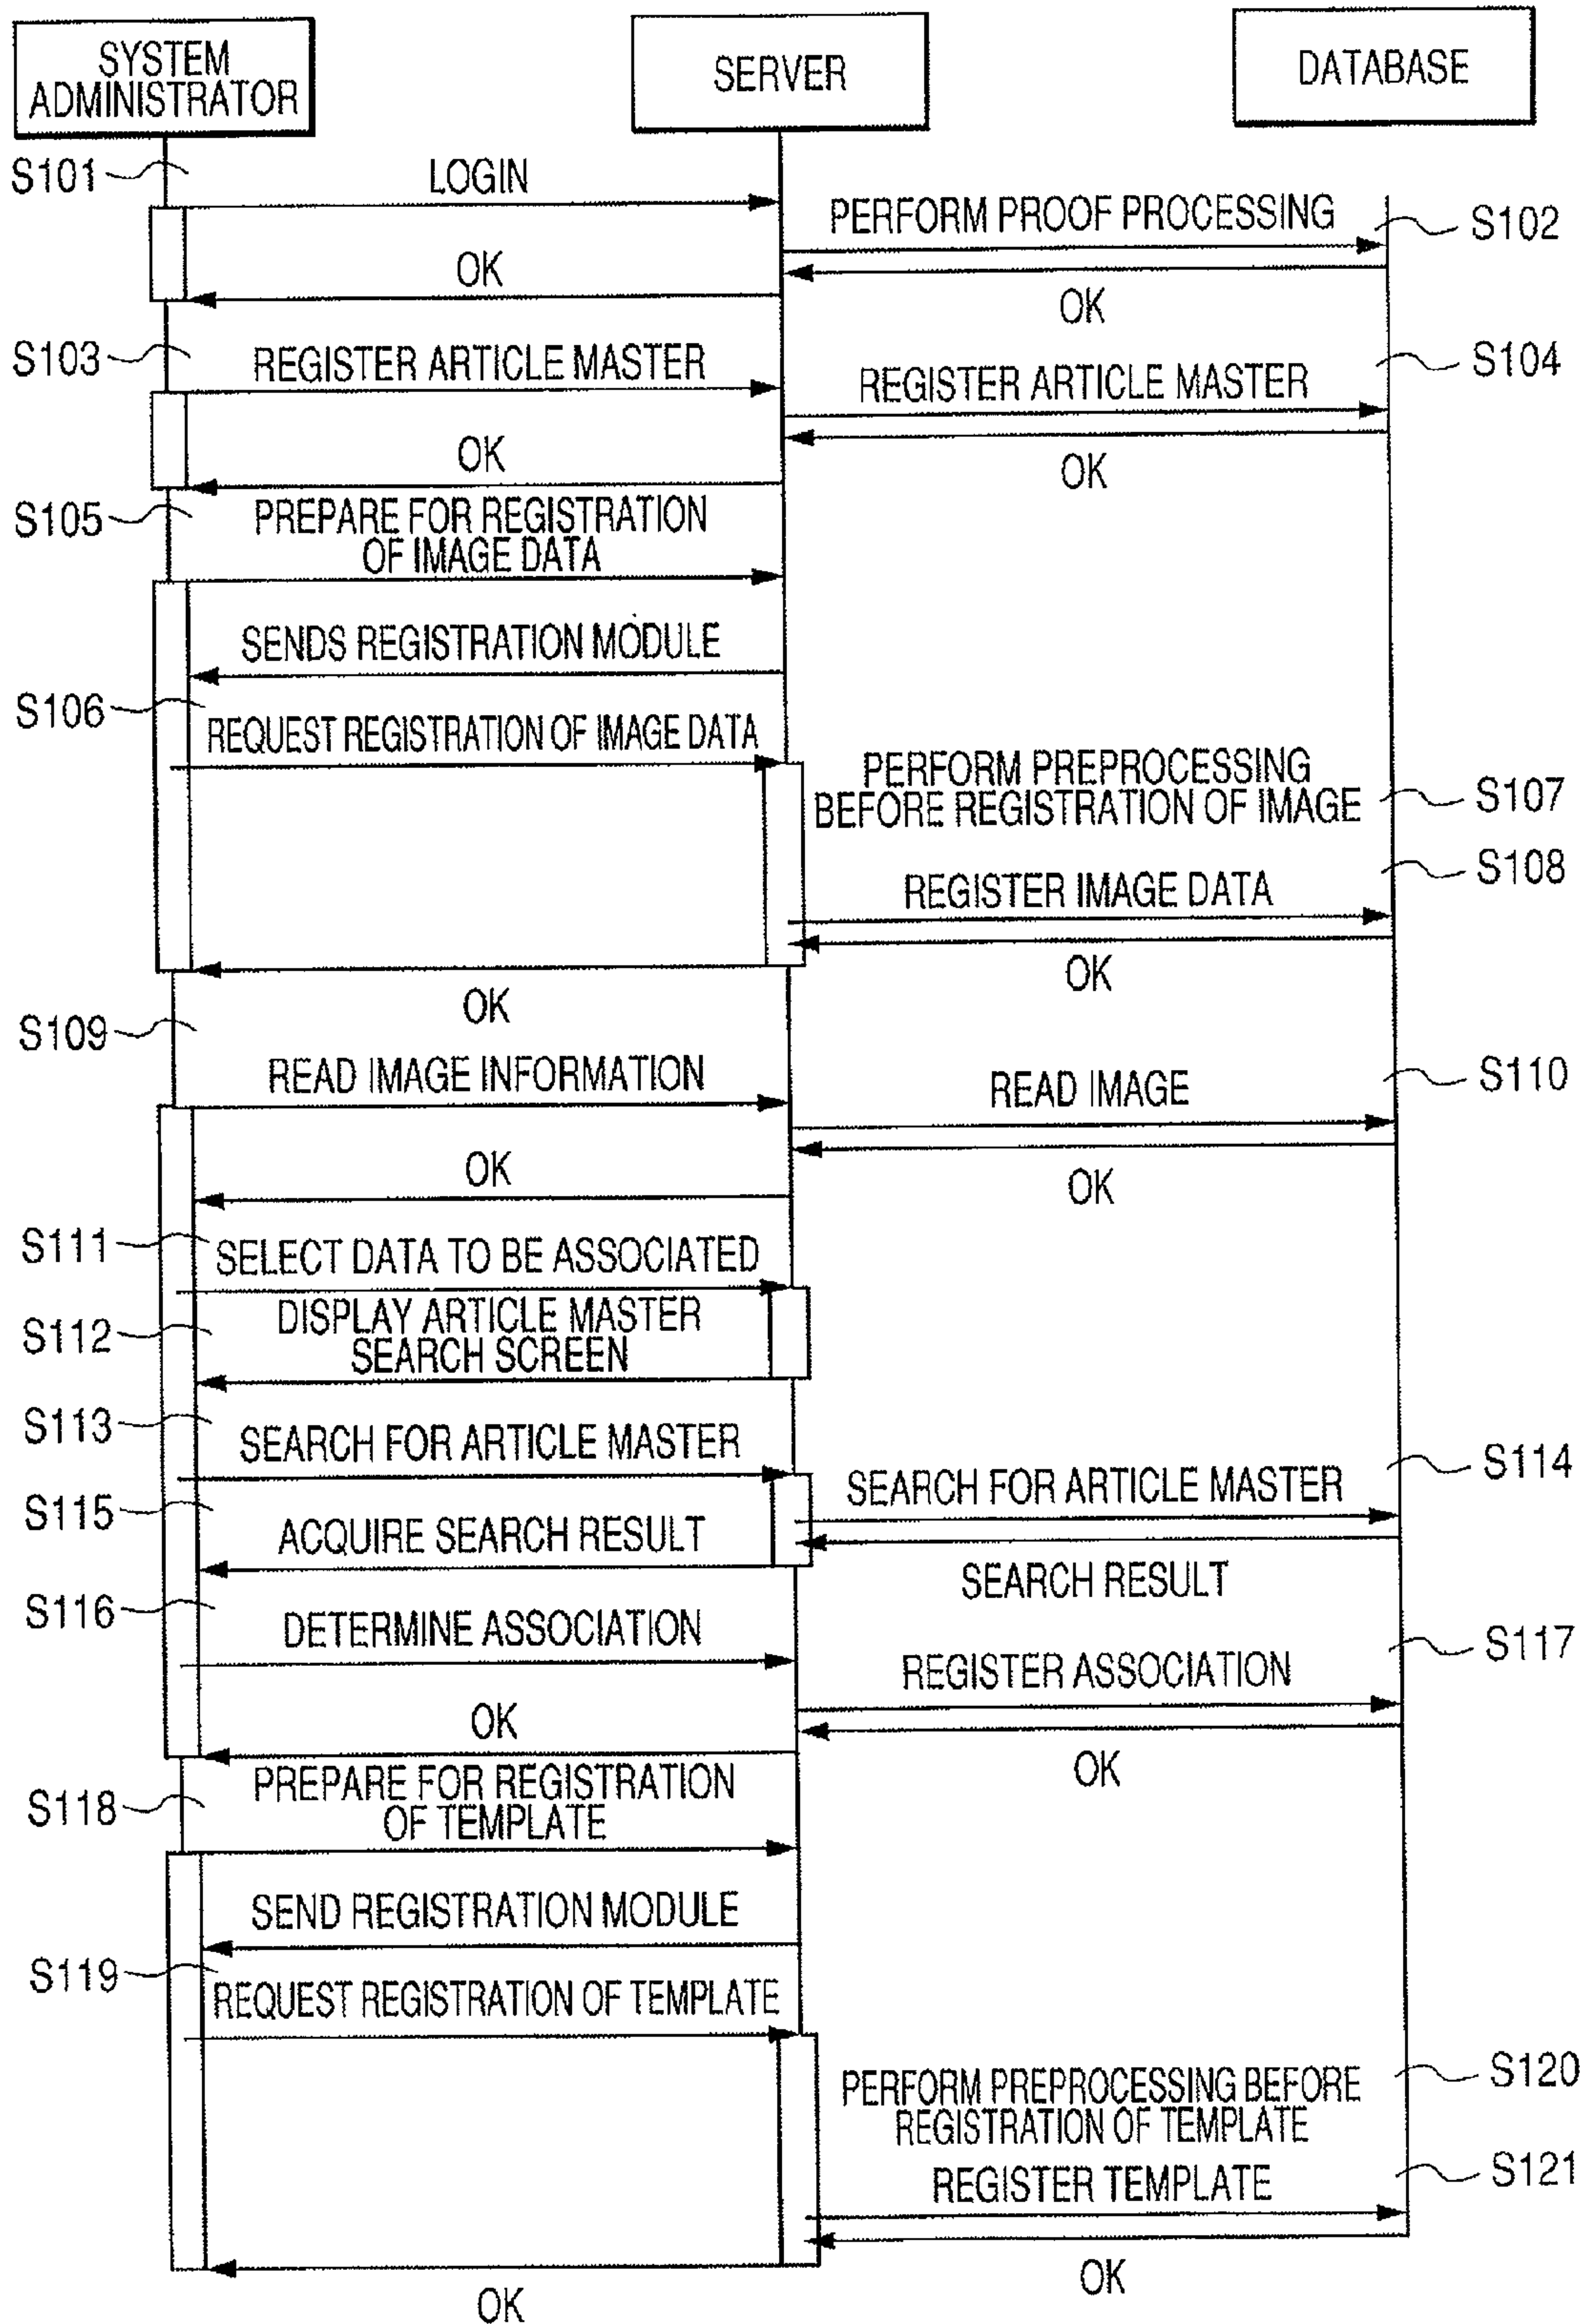 SYSTEM
ADMINISTRATOR
SERVER
DATABASE
S101
LOGIN
PERFORM PROOF PROCESSING
S102
OK
OK
S103
REGISTER ARTICLE MASTER
REGISTER ARTICLE MASTER
S104
OK
OK
S105
PREPARE FOR REGISTRATION
OF IMAGE DATA
SENDS REGISTRATION MODULE
S106
REQUEST REGISTRATION OF IMAGE DATA
PERFORM PREPROCESSING
BEFORE REGISTRATION OF IMAGE
S107
REGISTER IMAGE DATA
S108
OK
OK
S109
READ IMAGE INFORMATION
READ IMAGE
S110
OK
OK
S111
SELECT DATA TO BE ASSOCIATED
S112
DISPLAY ARTICLE MASTER
SEARCH SCREEN
S113
SEARCH FOR ARTICLE MASTER
SEARCH FOR ARTICLE MASTER
S114
S115
ACQUIRE SEARCH RESULT
SEARCH RESULT
S116
DETERMINE ASSOCIATION
REGISTER ASSOCIATION
S117
OK
OK
S118
PREPARE FOR REGISTRATION
OF TEMPLATE
SEND REGISTRATION MODULE
S119
REQUEST REGISTRATION OF TEMPLATE
PERFORM PREPROCESSING BEFORE
REGISTRATION OF TEMPLATE
S120
REGISTER TEMPLATE
S121
OK
OK